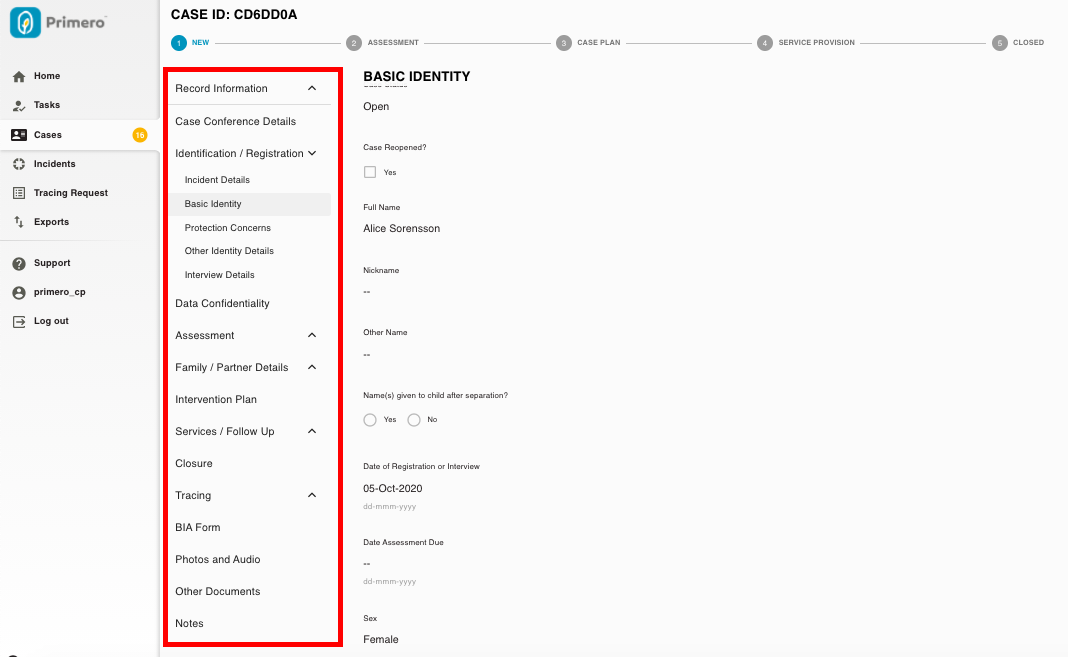 Primero
CASE ID: CD6DD0A
1 NEW
2 ASSESSMENT
3 CASE PLAN
4 SERVICE PROVISION
5 CLOSED
Home
Tasks
Cases 16
Incidents
Tracing Request
Exports
Support
primero_cp
Log out
Record Information
Case Conference Details
Identification / Registration
Incident Details
Basic Identity
Protection Concerns
Other Identity Details
Interview Details
Data Confidentiality
Assessment
Family / Partner Details
Intervention Plan
Services / Follow Up
Closure
Tracing
BIA Form
Photos and Audio
Other Documents
Notes
BASIC IDENTITY
Open
Case Reopened?
Yes
Full Name
Alice Sorensson
Nickname
--
Other Name
--
Name(s) given to child after separation?
Yes No
Date of Registration or Interview
05-Oct-2020
dd-mmm-yyyy
Date Assessment Due
--
dd-mmm-yyyy
Sex
Female